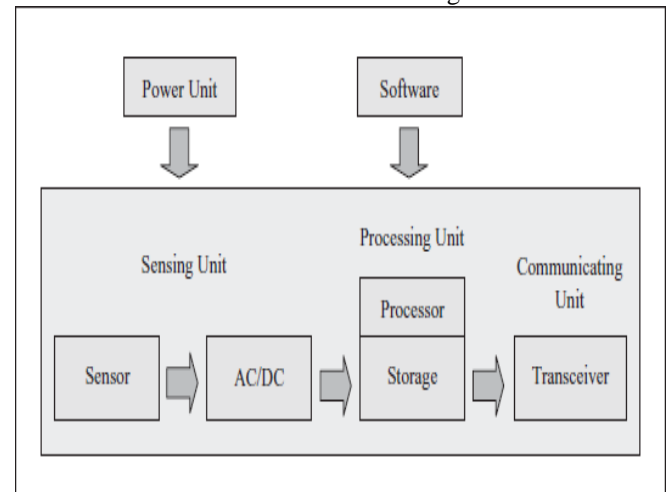 Power Unit
Software
Sensing Unit
Processing Unit
Communicating
Unit
Processor
Sensor
AC/DC
Storage
Transceiver